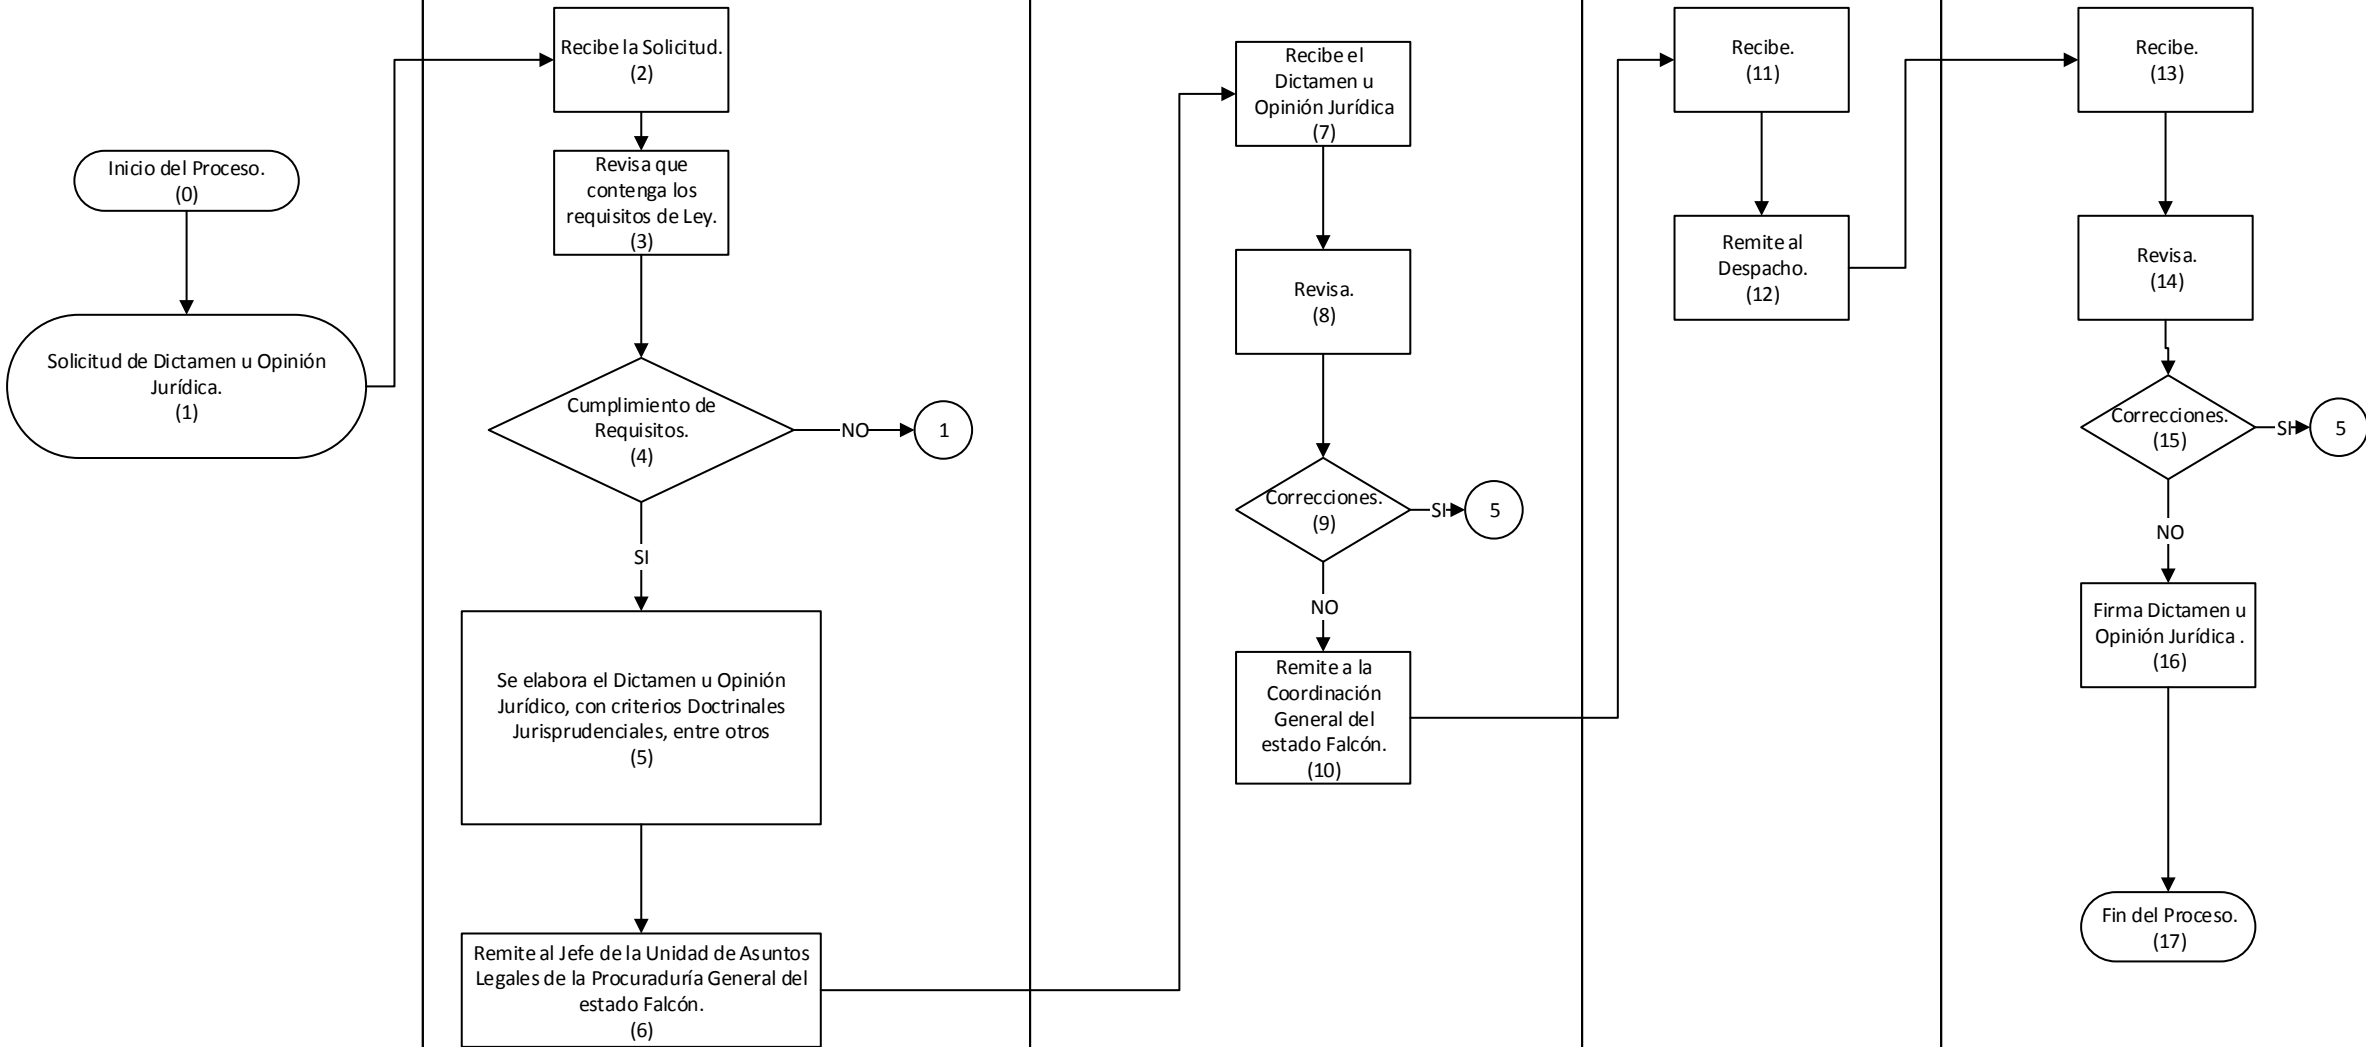 Inicio del Proceso.
(0)
Solicitud de Dictamen u Opinión
Jurídica.
(1)
Recibe la Solicitud.
(2)
Revisa que
contenga los
requisitos de Ley.
(3)
Cumplimiento de
Requisitos.
(4)
NO
1
SI
Se elabora el Dictamen u Opinión
Jurídico, con criterios Doctrinales
Jurisprudenciales, entre otros
(5)
Remite al Jefe de la Unidad de Asuntos
Legales de la Procuraduría General del
estado Falcón.
(6)
Recibe el
Dictamen u
Opinión Jurídica
(7)
Revisa.
(8)
Correcciones.
(9)
SI
5
NO
Remite a la
Coordinación
General del
estado Falcón.
(10)
Recibe.
(11)
Remite al
Despacho.
(12)
Recibe.
(13)
Revisa.
(14)
Correcciones.
(15)
SI
5
NO
Firma Dictamen u
Opinión Jurídica .
(16)
Fin del Proceso.
(17)